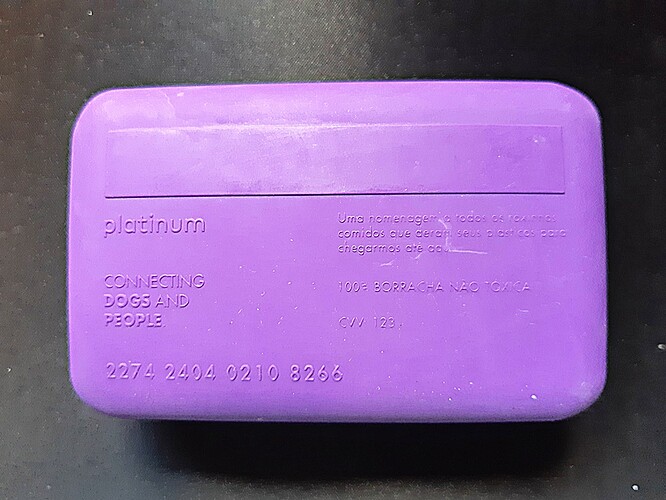 platinum
CONNECTING
DOGS AND
PEOPLE.
2274 2404 0210 8266
Uma homenagem a todos os roxinhos
comidos que deram seus plásticos para
chegarmos até aqui.
100% BORRACHA NÃO TÓXICA
CVV 123